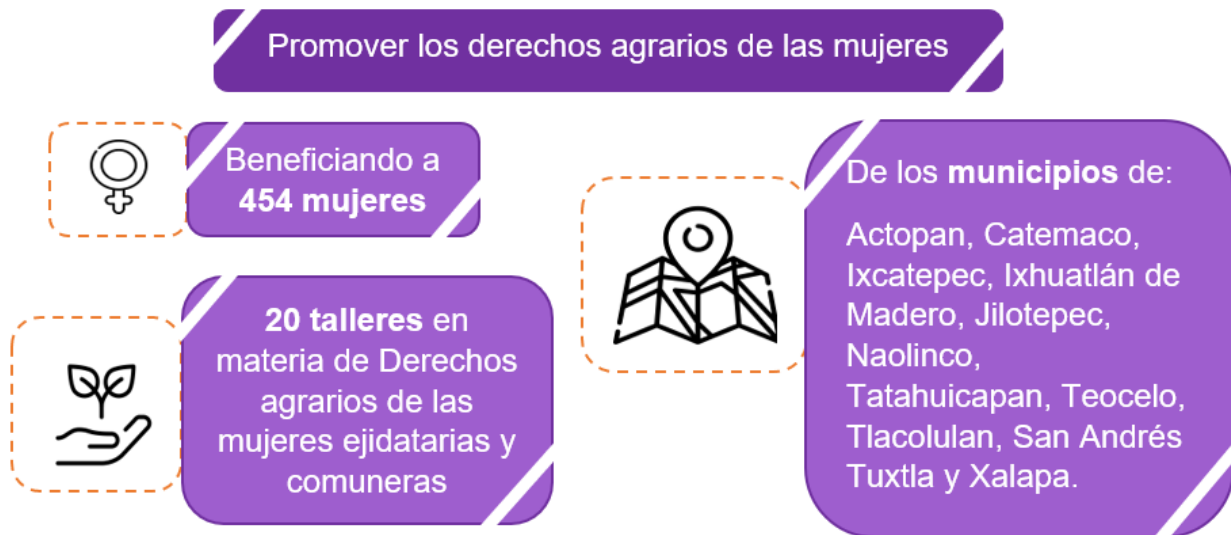 Promover los derechos agrarios de las mujeres
Beneficiando a
454 mujeres
20 talleres en
materia de Derechos
agrarios de las
mujeres ejidatarias y
comuneras
De los municipios de:
Actopan, Catemaco,
Ixcatepec, Ixhuatlán de
Madero, Jilotepec,
Naolinco,
Tatahuicapan, Teocelo,
Tlacolulan, San Andrés
Tuxtla y Xalapa.